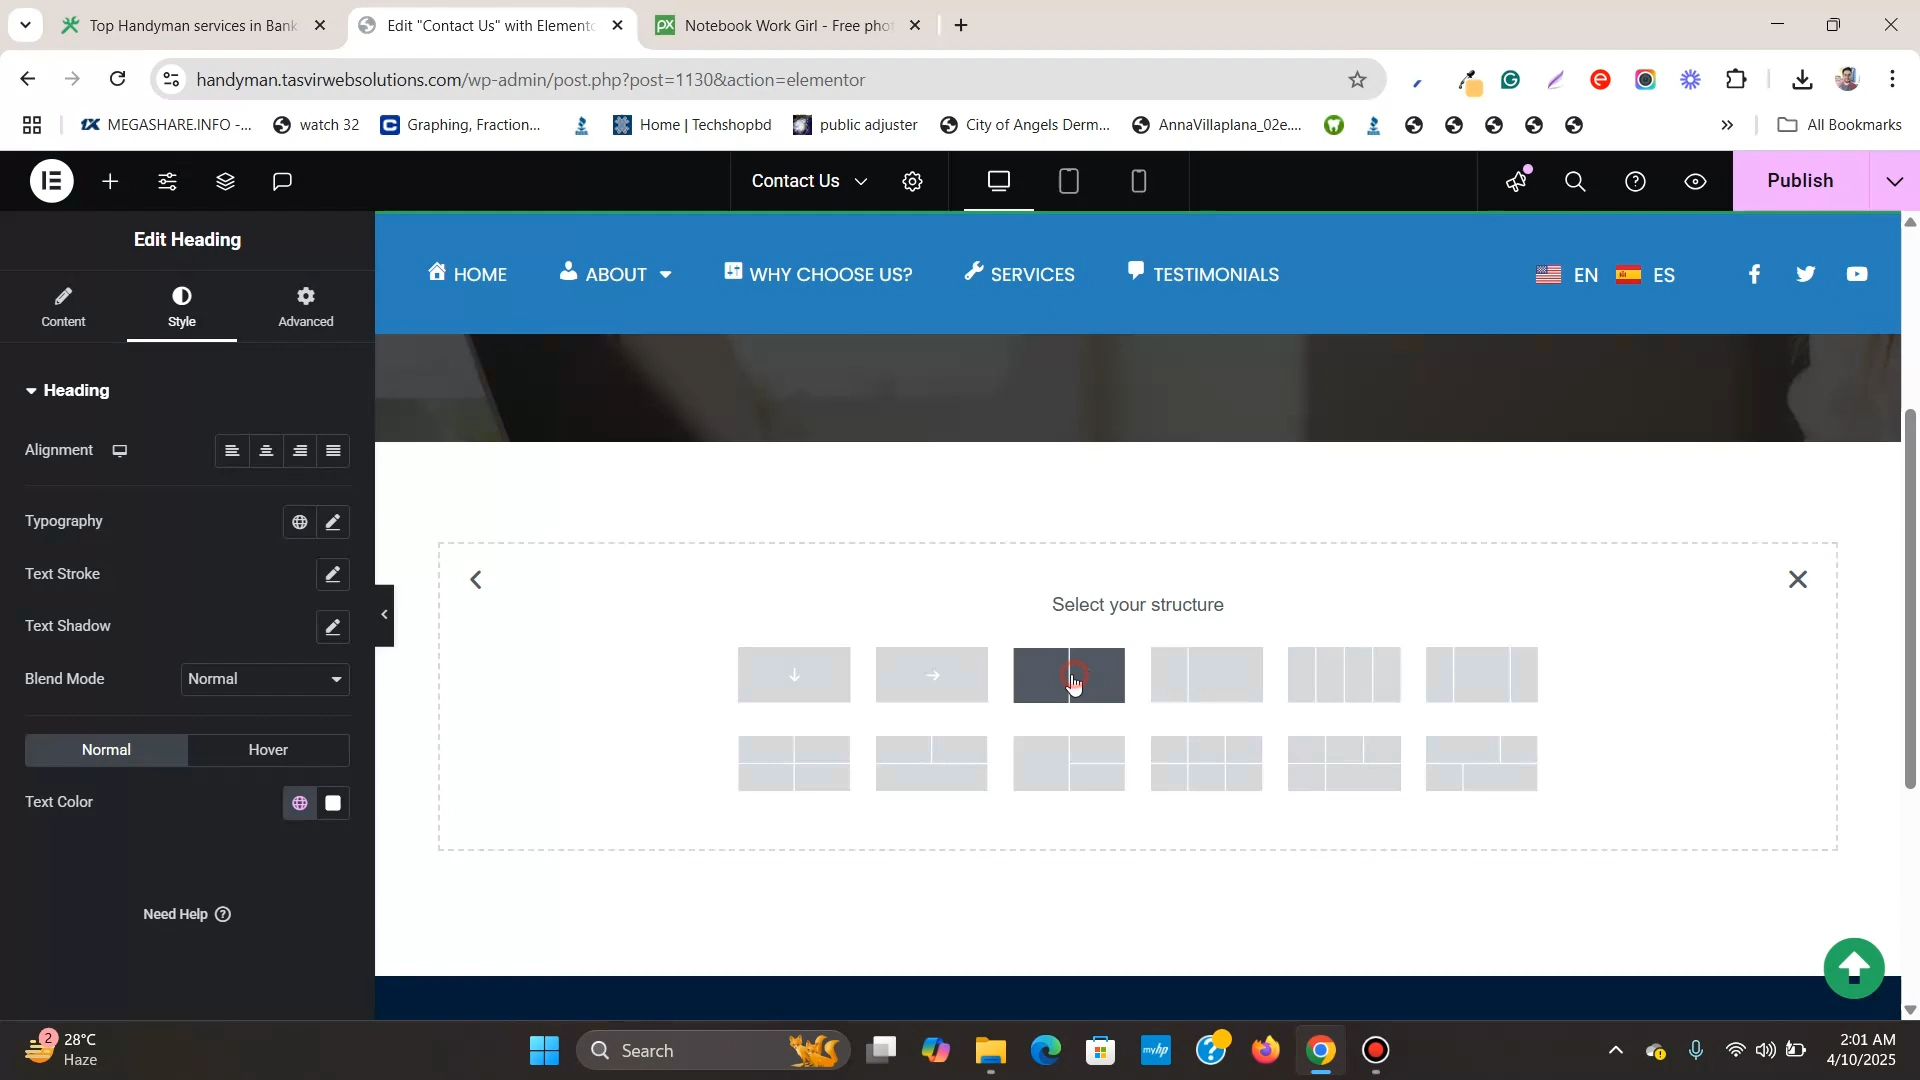 Top Handyman services in Bank
Edit "Contact Us" with Elemento
Notebook Work Girl - Free pho
handyman.tasvirwebsolutions.com/wp-admin/post.php?post=1130&action=elementor
MEGASHARE.INFO -...
watch 32
Graphing, Fraction...
Home | Techshopbd
public adjuster
City of Angels Derm...
AnnaVillaplana_02e....
All Bookmarks
Contact Us
Publish
Edit Heading
Content
Style
Advanced
HOME
ABOUT
WHY CHOOSE US?
SERVICES
TESTIMONIALS
EN
ES
Heading
Alignment
Typography
Text Stroke
Text Shadow
Blend Mode
Normal
Normal
Hover
Text Color
Need Help
Select your structure
2
28°C
Haze
Search
myhp
2:01 AM
4/10/2025